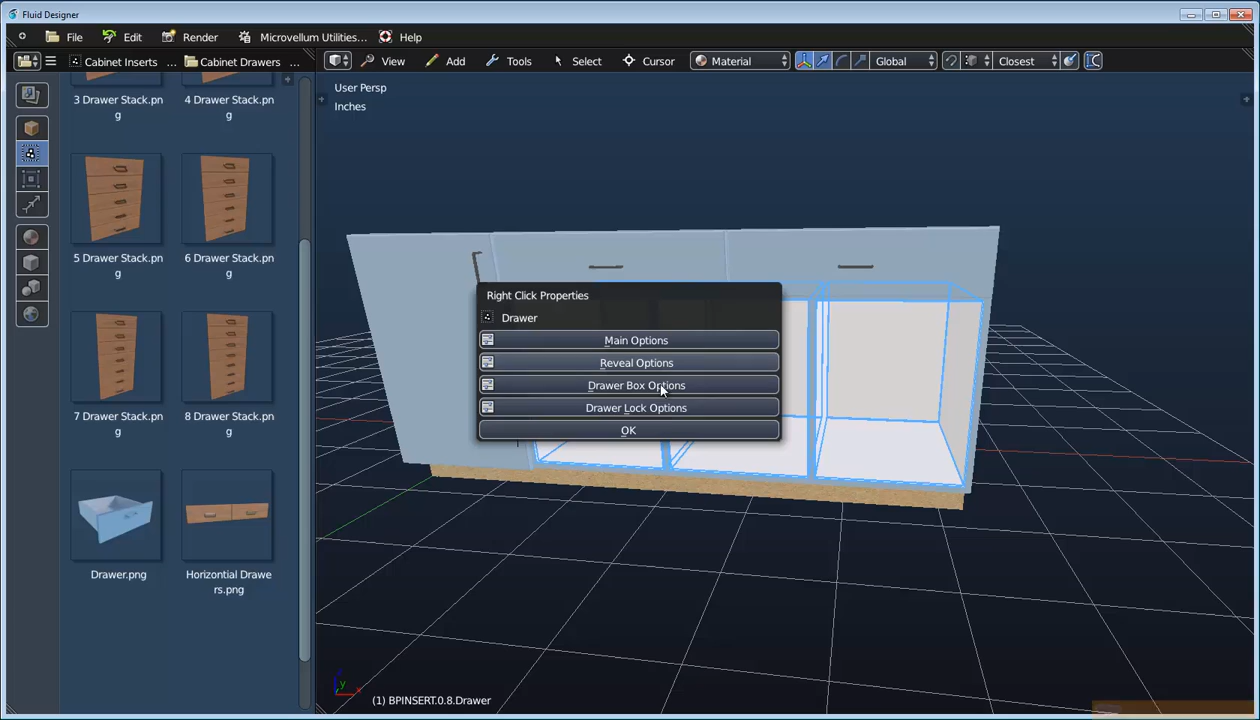 Fluid Designer
File
Edit
Render
Microvellum Utilities...
Help
Cabinet Inserts ...
Cabinet Drawers ...
View
Add
Tools
Select
Cursor
Material
Global
Closest
3 Drawer Stack.pn
g
4 Drawer Stack.pn
g
5 Drawer Stack.pn
g
6 Drawer Stack.pn
g
7 Drawer Stack.pn
g
8 Drawer Stack.pn
g
Drawer.png
Horizontial Drawe
rs.png
User Persp
Inches
Right Click Properties
Drawer
Main Options
Reveal Options
Drawer Box Options
Drawer Lock Options
OK
y
x
(1) BPINSERT.0.8.Drawer